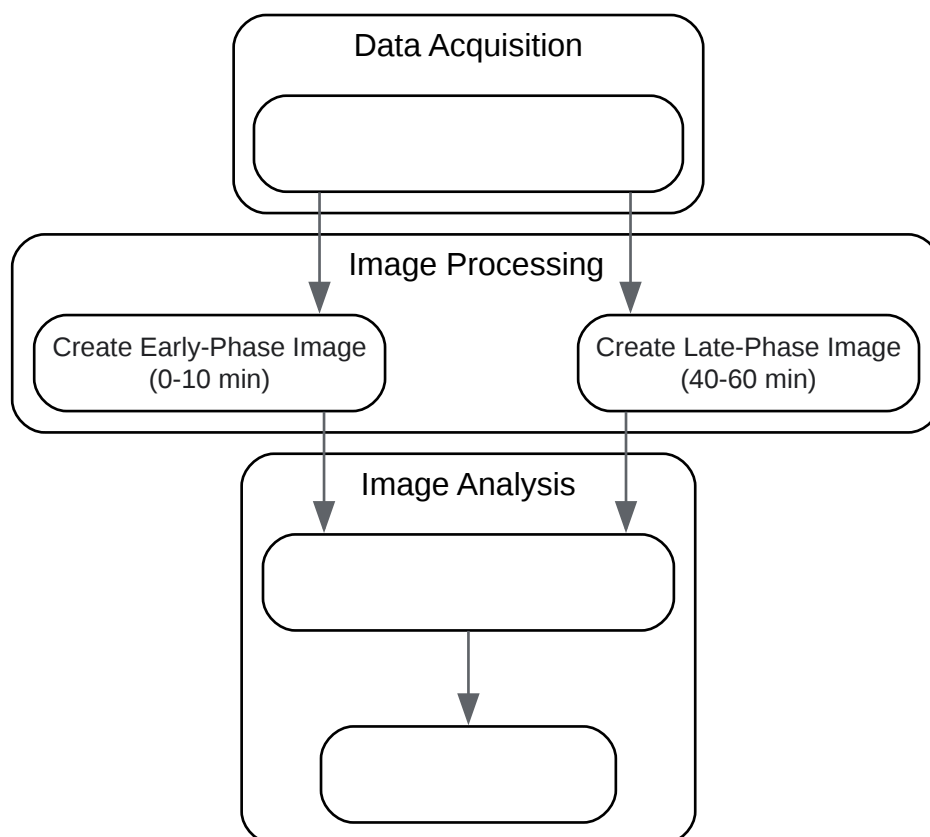 Data Acquisition
Image Processing
Create Early-Phase Image
(0-10 min)
Create Late-Phase Image
(40-60 min)
Image Analysis